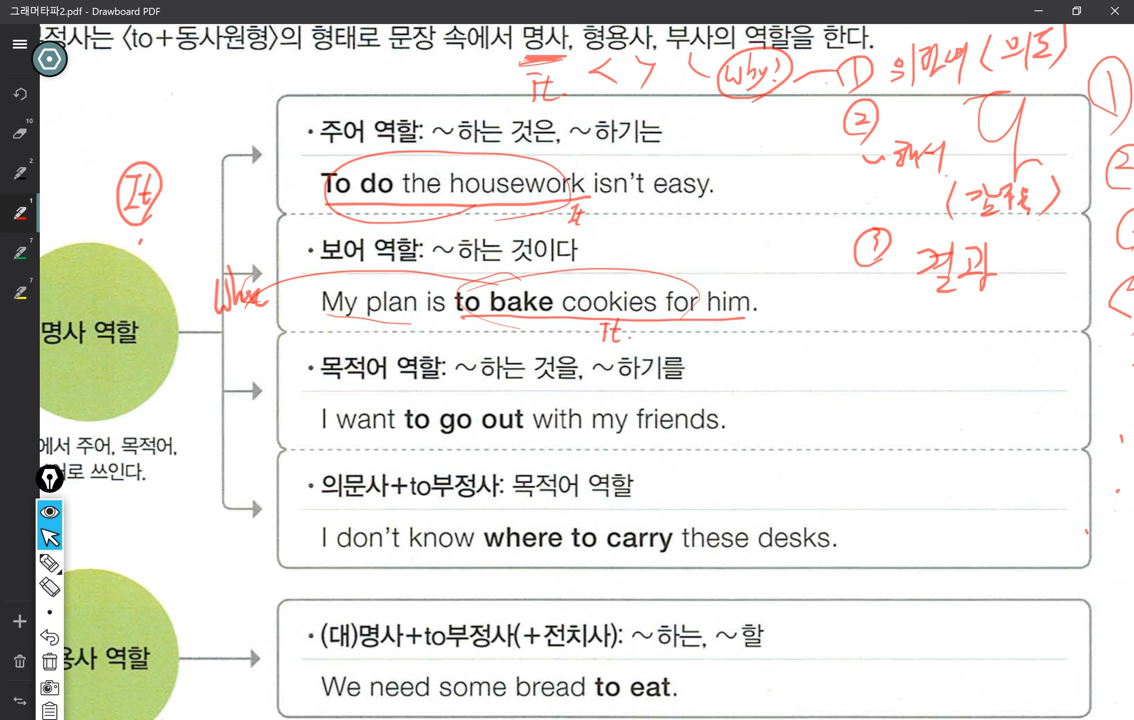 그래머타파2.pdf - Drawboard PDF
정사는 <to+동사원형>의 형태로 문장 속에서 명사, 형용사, 부사의 역할을 한다.
It
Why?
①
②
~해서
③ 결과
It
명사 역할
에서 주어, 목적어,
로 쓰인다.
• 주어 역할: ~하는 것은, ~하기는
To do the housework isn't easy.
It
• 보어 역할: ~하는 것이다
My plan is to bake cookies for him.
It
• 목적어 역할: ~하는 것을, ~하기를
I want to go out with my friends.
• 의문사+to부정사: 목적어 역할
I don't know where to carry these desks.
용사 역할
• (대)명사+to부정사(+전치사): ~하는, ~할
We need some bread to eat.
10
2
1
7
7